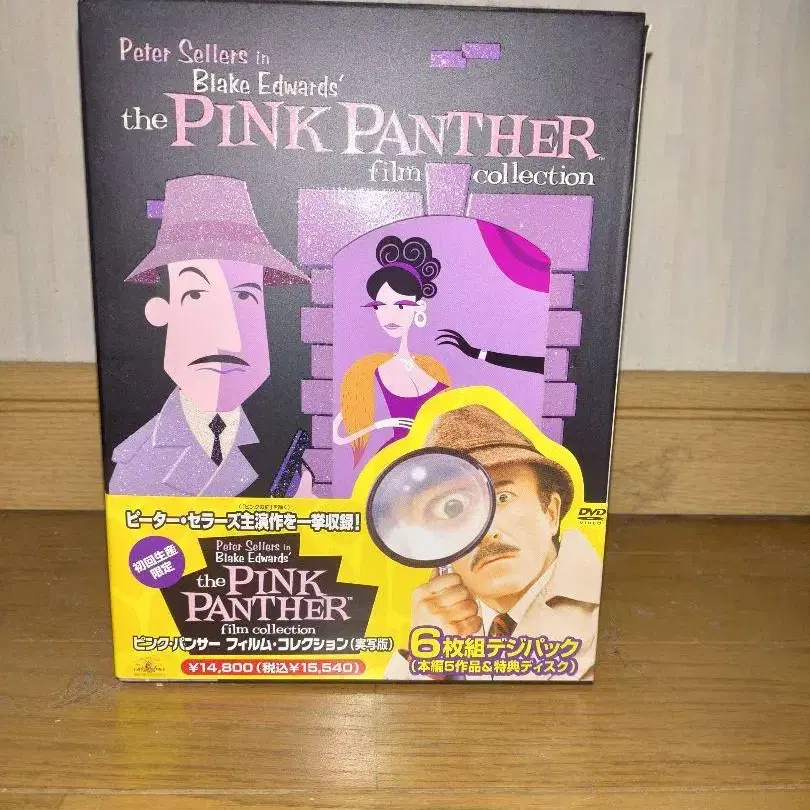 Peter Sellers in
Blake Edwards'
the PINK PANTHER™
film collection
ピーター・セラーズ主演作を一挙収録!
初回生産
限定
Peter Sellers in
Blake Edwards'
the PINK
PANTHER™
film collection
ピンク・パンサー フィルム・コレクション(実写版)
¥14,800(税込¥15,540)
DVD
VIDEO
6枚組デジパック
(本編5作品&特典ディスク)